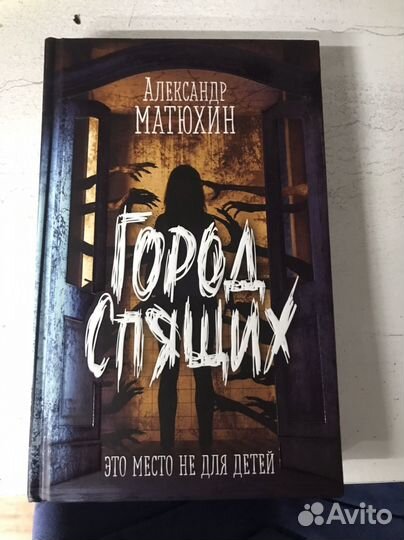 Александр
МАТЮХИН
ГОРОД
СПЯЩИХ
ЭТО МЕСТО НЕ ДЛЯ ДЕТЕЙ
Avito